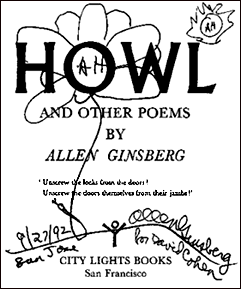 AH
HOWL
AH
AND OTHER POEMS
BY
ALLEN GINSBERG
'Unscrew the locks from the doors!
Unscrew the doors themselves from their jambs!'
9/27/92
San Jose
Allen Ginsberg
for David Cohen
CITY LIGHTS BOOKS
San Francisco